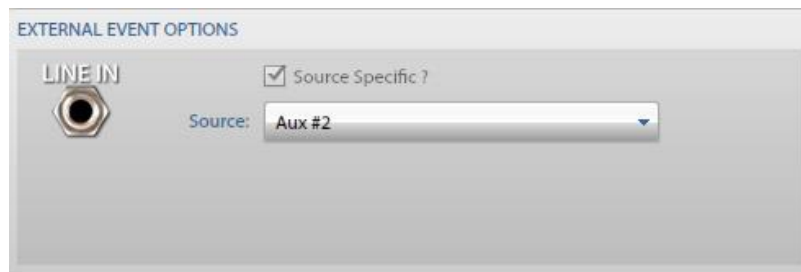 EXTERNAL EVENT OPTIONS
LINE IN
Source Specific ?
Source: Aux #2